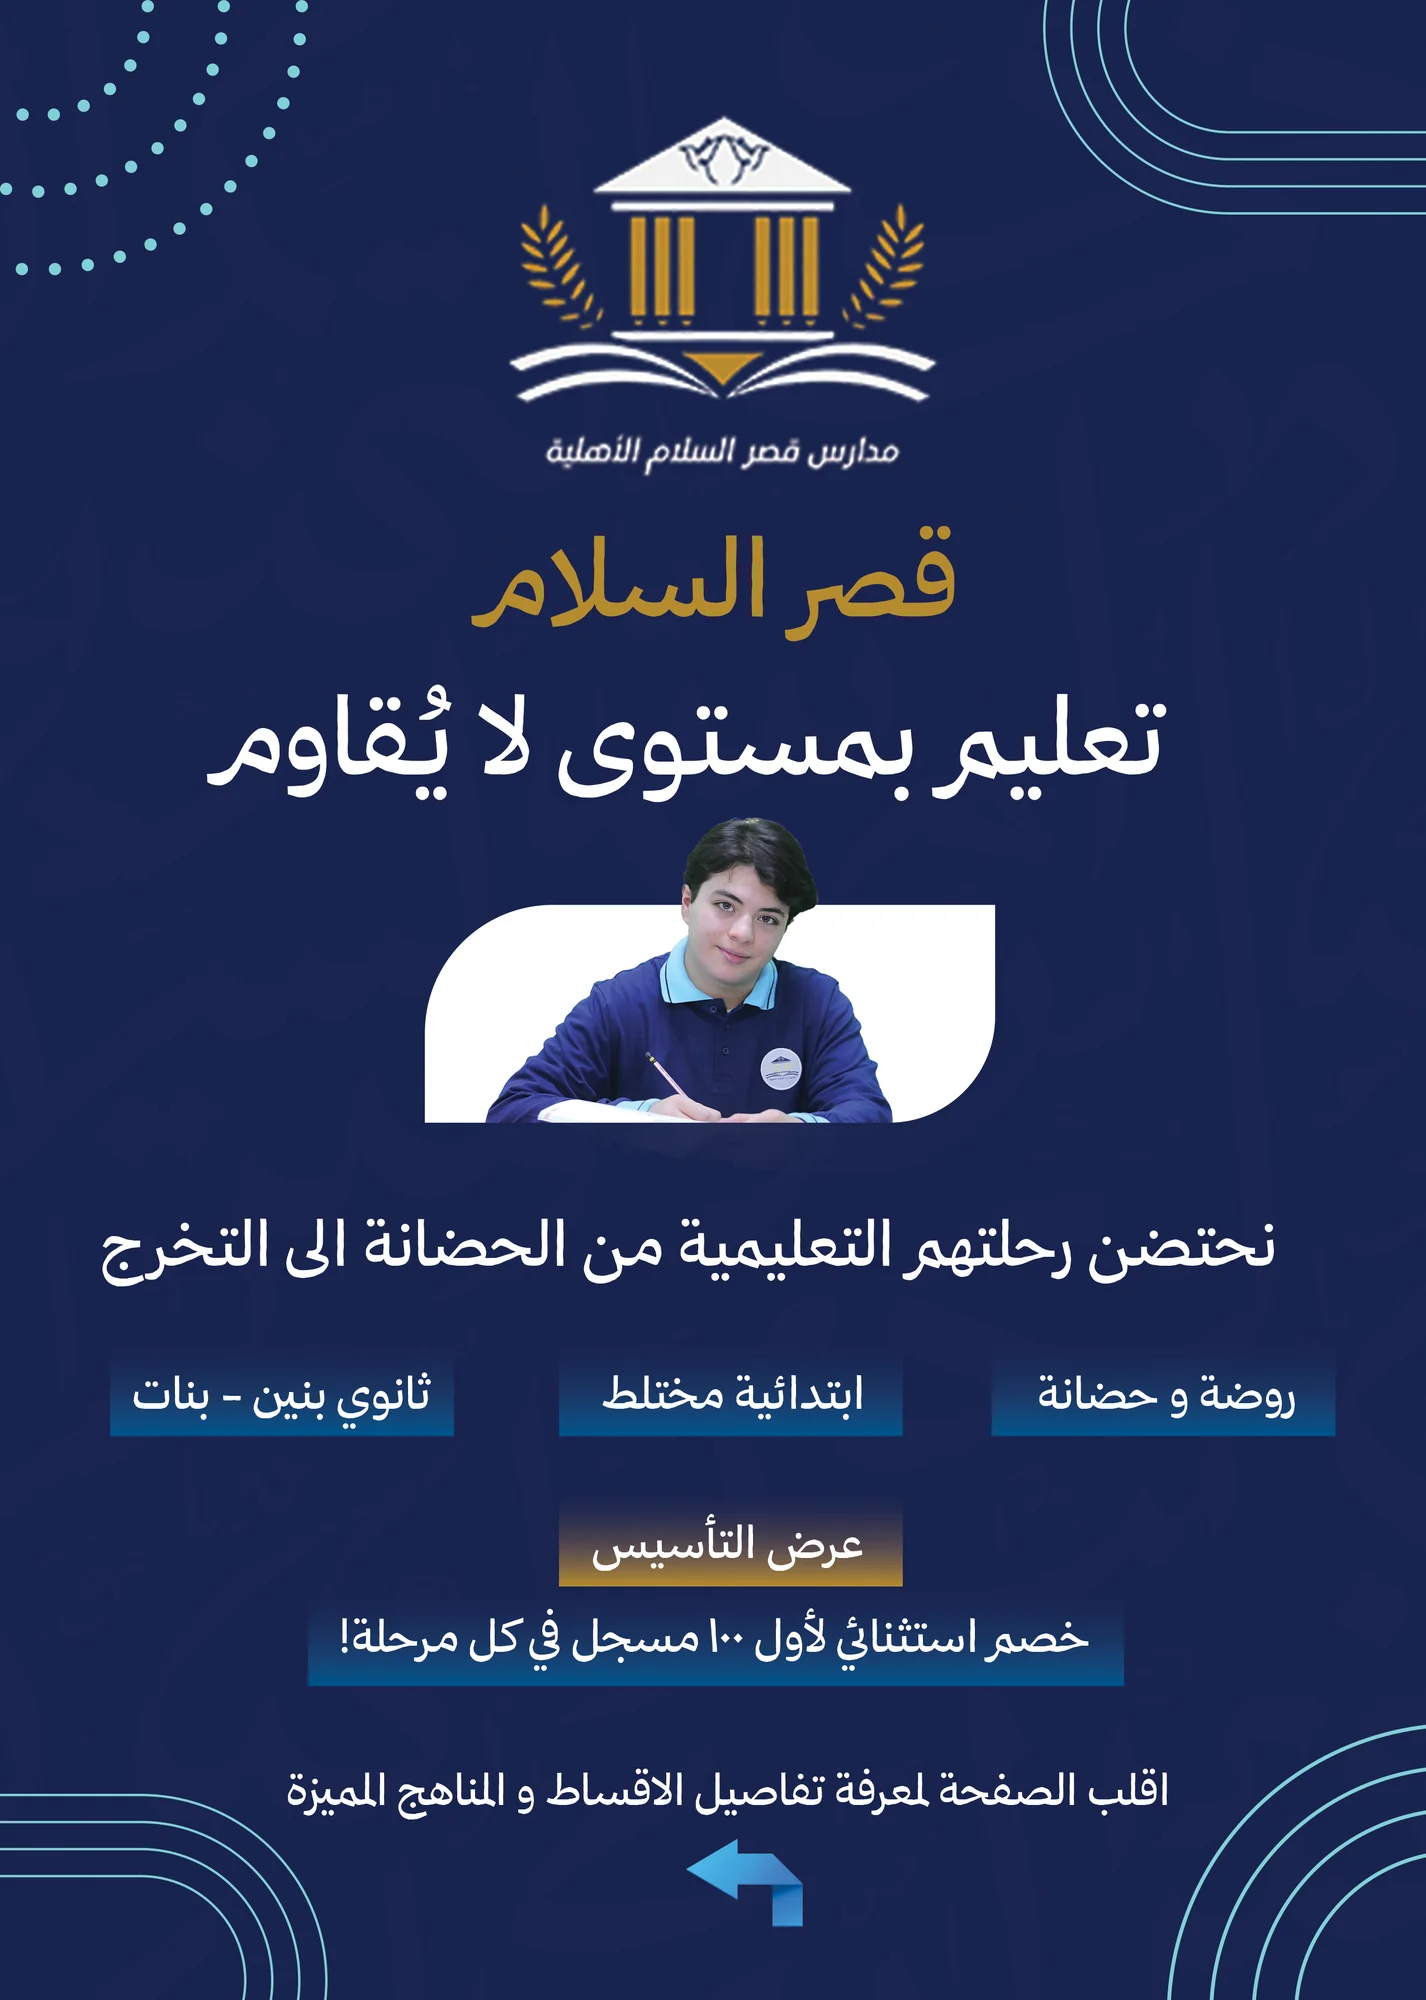 مدارس قصر السلام الأهلية
قصر السلام
تعليم بمستوى لا يُقاوم
نحتضن رحلتهم التعليمية من الحضانة الى التخرج
روضة و حضانة
ابتدائية مختلط
ثانوي بنين - بنات
عرض التأسيس
خصم استثنائي لأول ١٠٠ مسجل في كل مرحلة!
اقلب الصفحة لمعرفة تفاصيل الاقساط و المناهج المميزة